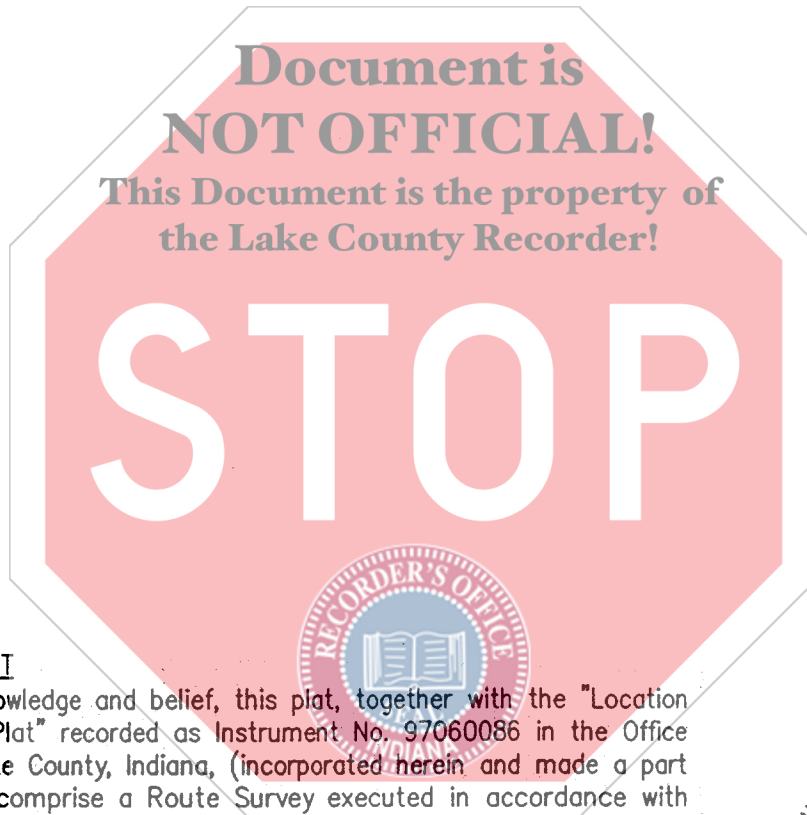 Document is
NOT OFFICIAL!
This Document is the property of
the Lake County Recorder!
STOP
RECORDER'S OFFICE
INDIANA
owledge and belief, this plat, together with the "Location
Plat" recorded as Instrument No. 97060086 in the Office
e County, Indiana, (incorporated herein and made a part
comprise a Route Survey executed in accordance with